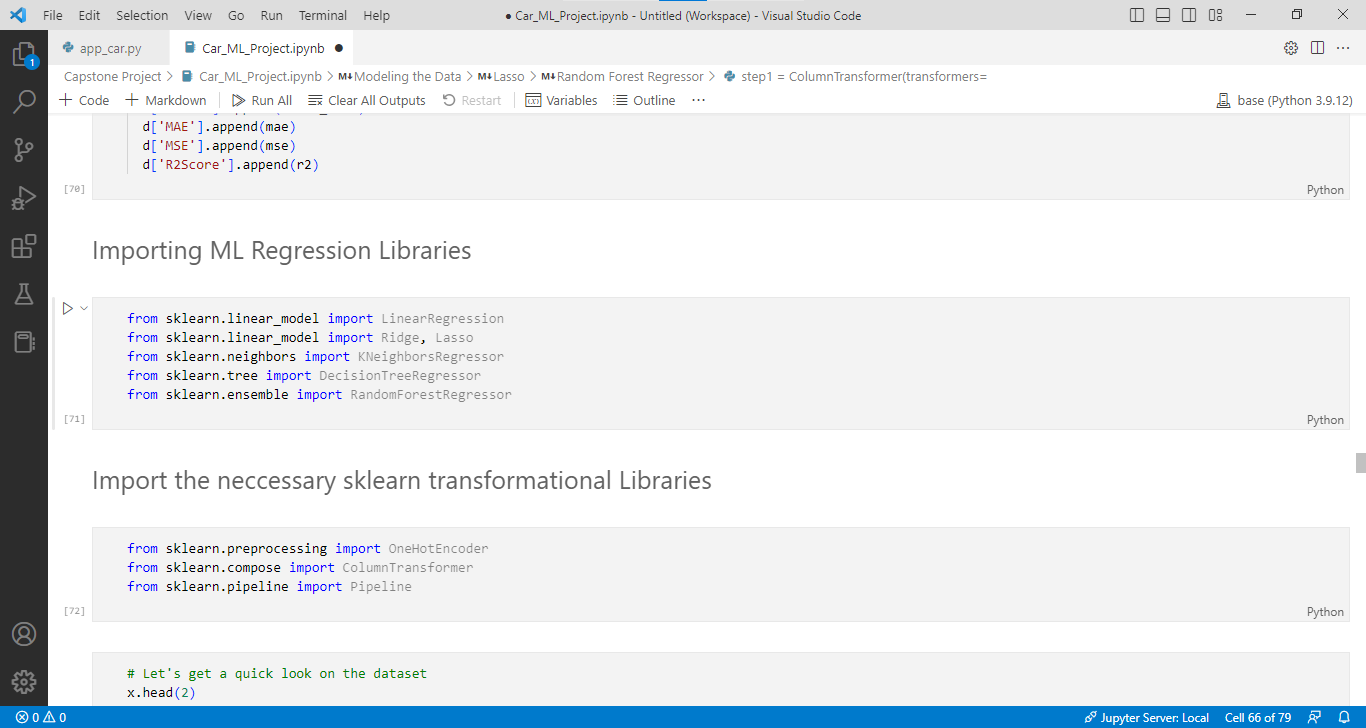 File Edit Selection View Go Run Terminal Help ● Car_ML_Project.ipynb - Untitled (Workspace) - Visual Studio Code
app_car.py Car_ML_Project.ipynb ●
Capstone Project > Car_ML_Project.ipynb > M↓Modeling the Data > M↓Lasso > M↓Random Forest Regressor > step1 = ColumnTransformer(transformers=
+ Code + Markdown Run All Clear All Outputs Restart Variables Outline ··· base (Python 3.9.12)
d['MAE'].append(mae)
d['MSE'].append(mse)
d['R2Score'].append(r2)
[70] Python
Importing ML Regression Libraries
from sklearn.linear_model import LinearRegression
from sklearn.linear_model import Ridge, Lasso
from sklearn.neighbors import KNeighborsRegressor
from sklearn.tree import DecisionTreeRegressor
from sklearn.ensemble import RandomForestRegressor
[71] Python
Import the neccessary sklearn transformational Libraries
from sklearn.preprocessing import OneHotEncoder
from sklearn.compose import ColumnTransformer
from sklearn.pipeline import Pipeline
[72] Python
# Let's get a quick look on the dataset
x.head(2)
1
0 0 Jupyter Server: Local Cell 66 of 79